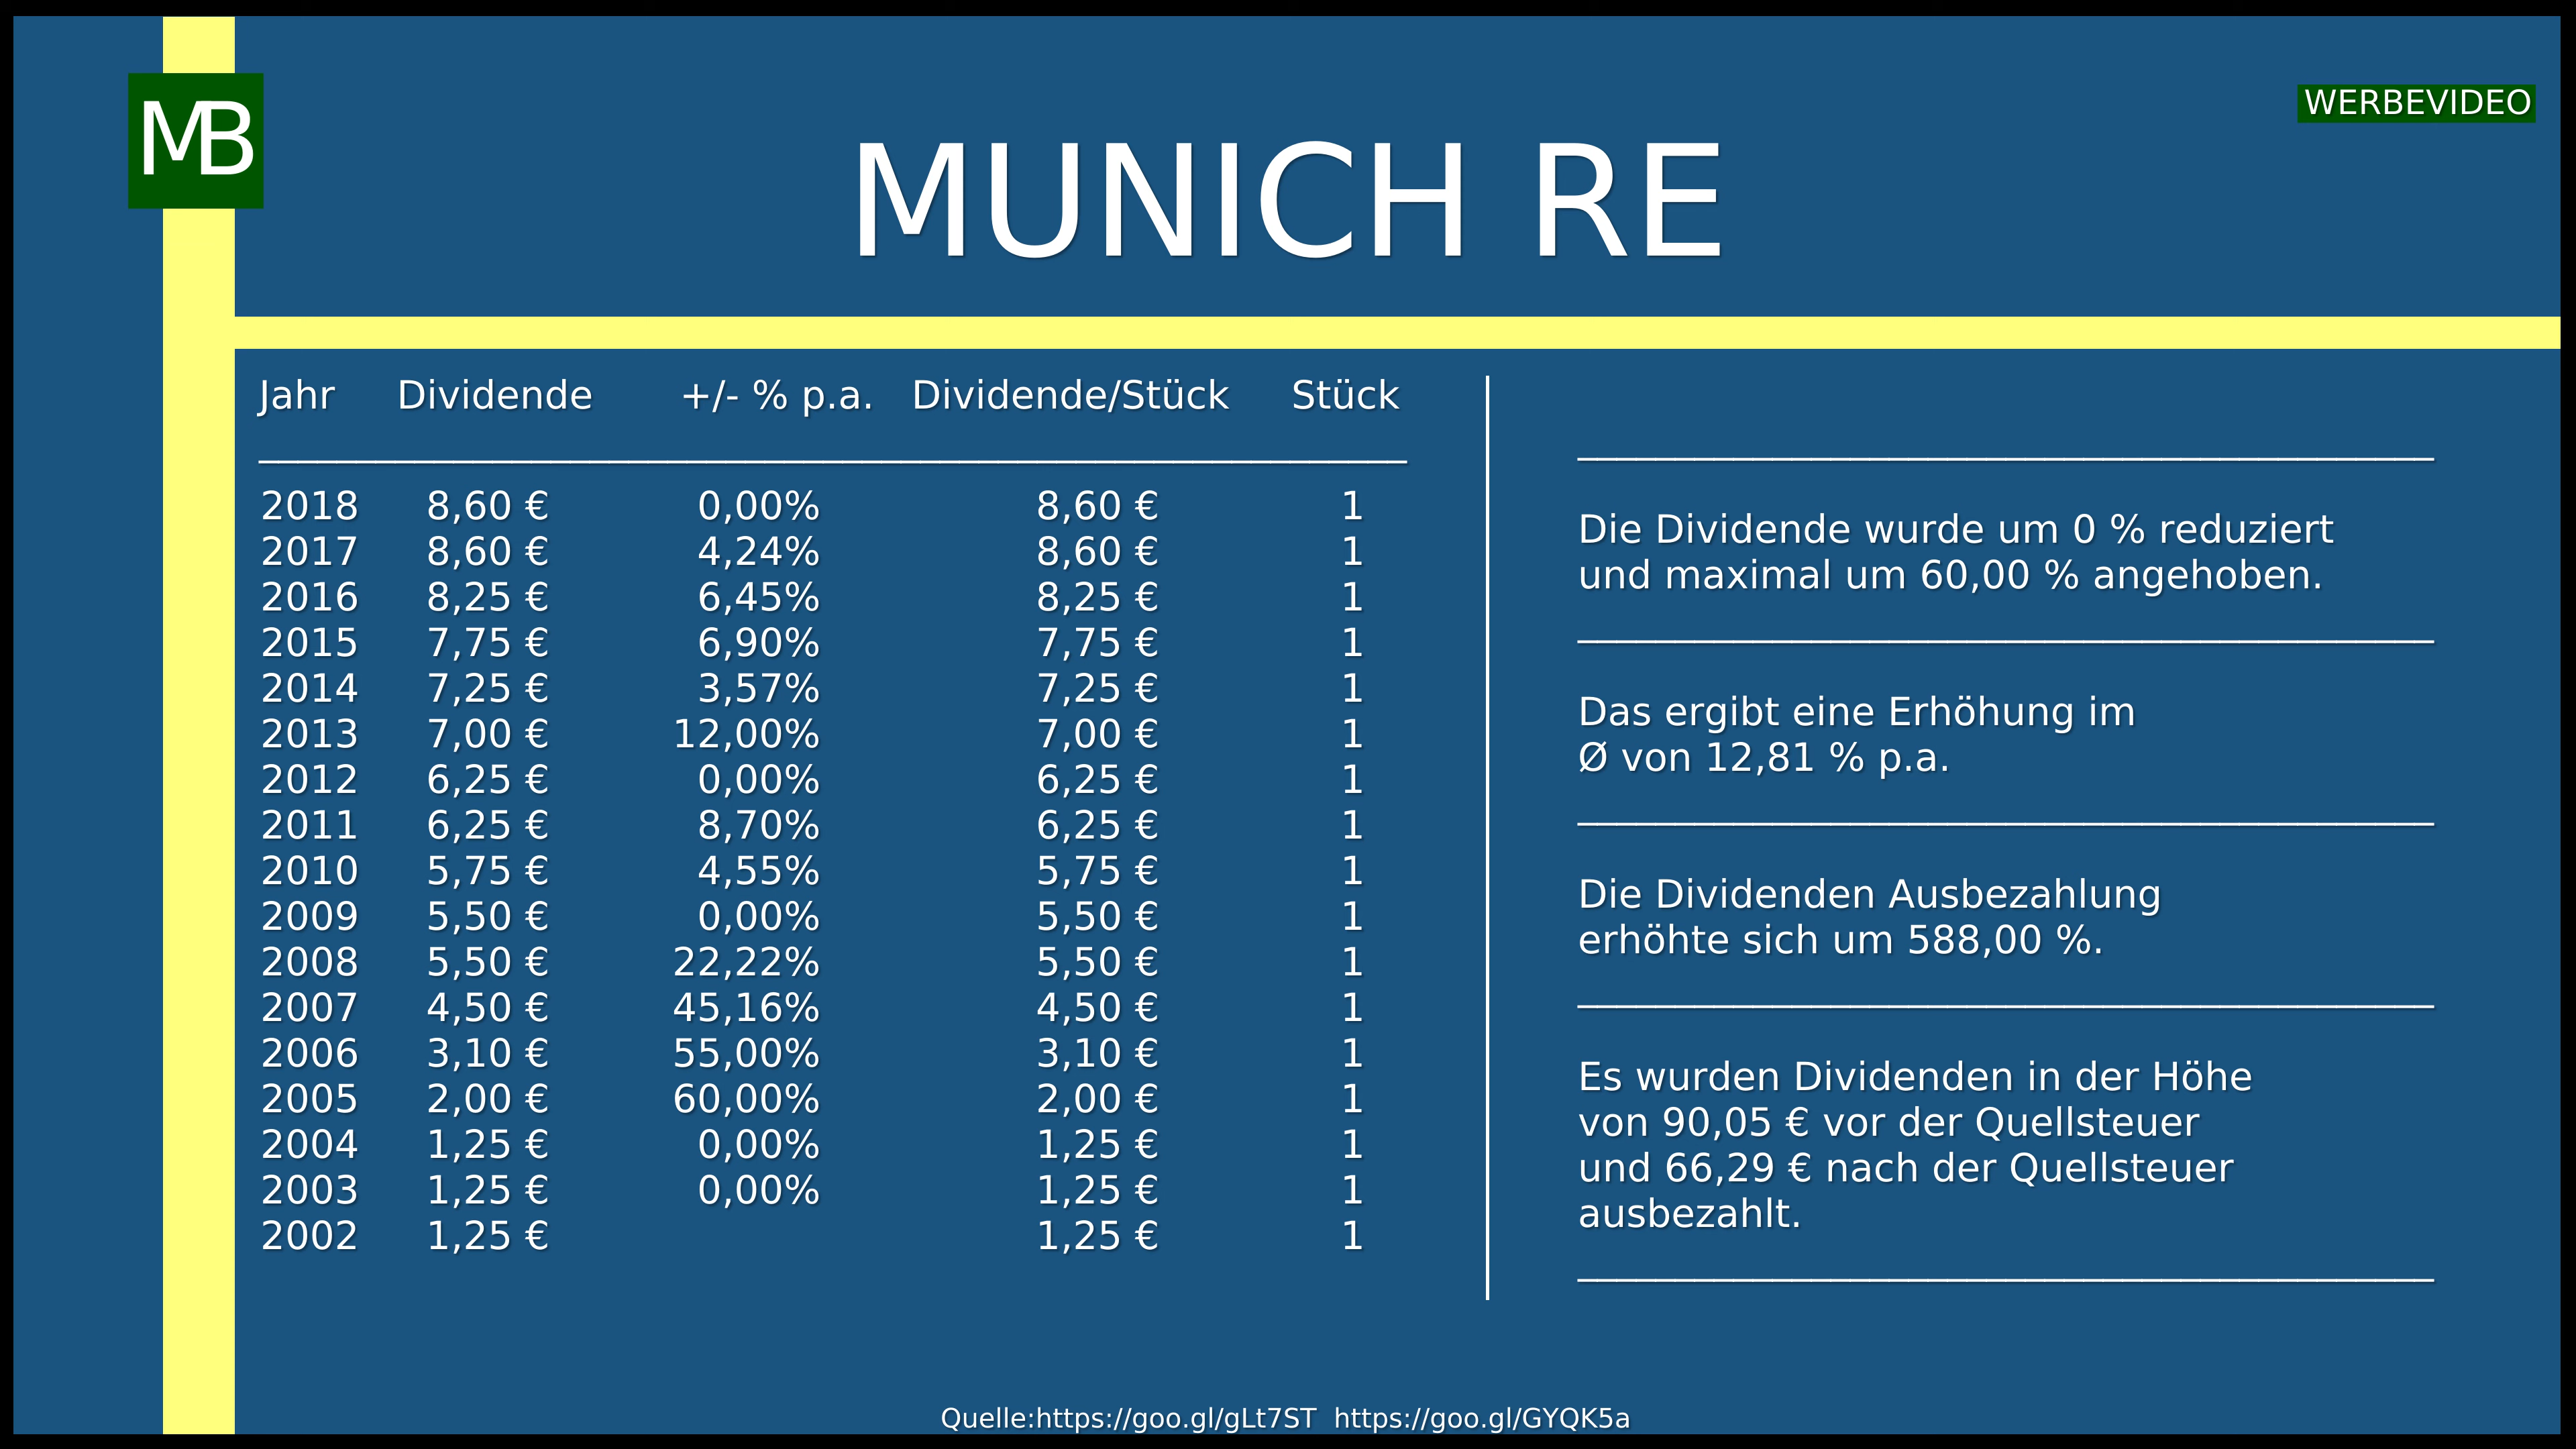 MB
WERBEVIDEO
MUNICH RE
Jahr Dividende +/- % p.a. Dividende/Stück Stück
2018 8,60 € 0,00% 8,60 € 1
2017 8,60 € 4,24% 8,60 € 1
2016 8,25 € 6,45% 8,25 € 1
2015 7,75 € 6,90% 7,75 € 1
2014 7,25 € 3,57% 7,25 € 1
2013 7,00 € 12,00% 7,00 € 1
2012 6,25 € 0,00% 6,25 € 1
2011 6,25 € 8,70% 6,25 € 1
2010 5,75 € 4,55% 5,75 € 1
2009 5,50 € 0,00% 5,50 € 1
2008 5,50 € 22,22% 5,50 € 1
2007 4,50 € 45,16% 4,50 € 1
2006 3,10 € 55,00% 3,10 € 1
2005 2,00 € 60,00% 2,00 € 1
2004 1,25 € 0,00% 1,25 € 1
2003 1,25 € 0,00% 1,25 € 1
2002 1,25 € 1,25 € 1
Die Dividende wurde um 0 % reduziert
und maximal um 60,00 % angehoben.
Das ergibt eine Erhöhung im
Ø von 12,81 % p.a.
Die Dividenden Ausbezahlung
erhöhte sich um 588,00 %.
Es wurden Dividenden in der Höhe
von 90,05 € vor der Quellsteuer
und 66,29 € nach der Quellsteuer
ausbezahlt.
Quelle:https://goo.gl/gLt7ST https://goo.gl/GYQK5a